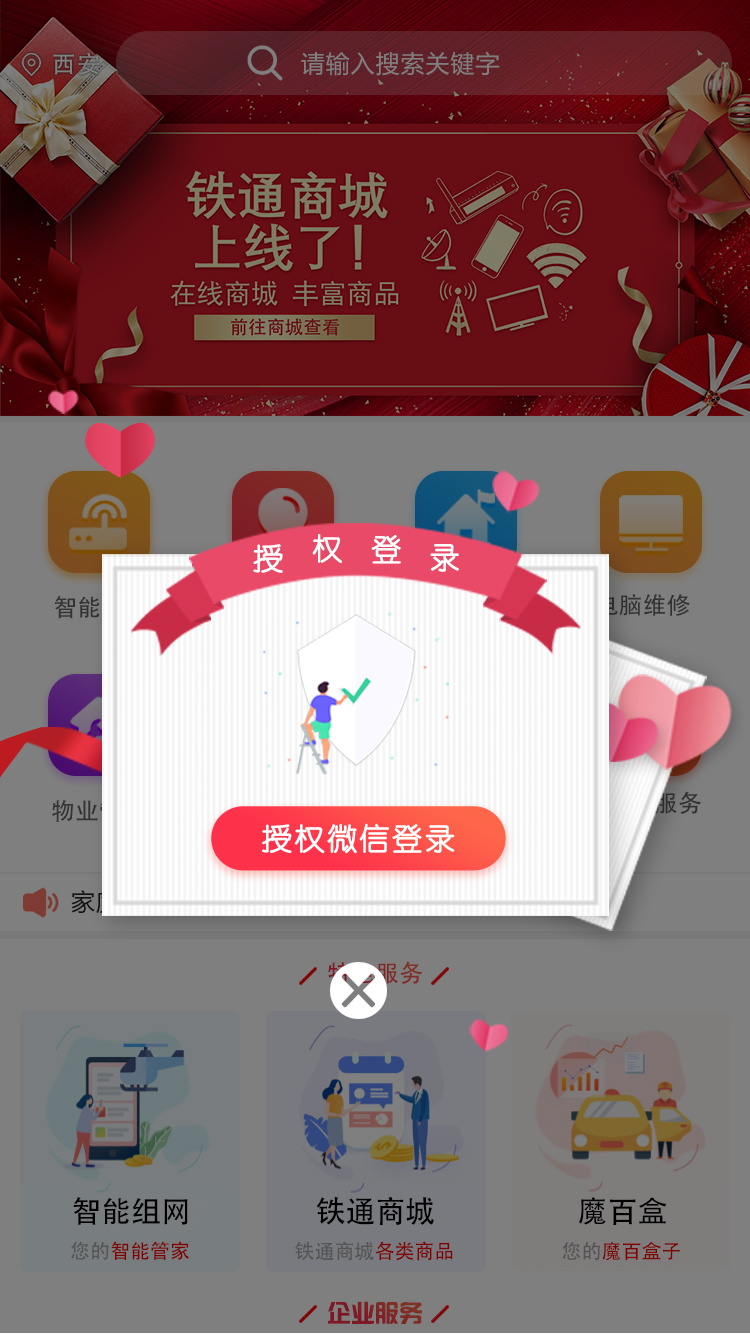 西安
请输入搜索关键字
铁通商城
上线了!
在线商城 丰富商品
前往商城查看
智能
电脑维修
授权登录
授权微信登录
物业
服务
家庭
服务
智能组网
铁通商城
魔百盒
您的智能管家
铁通商城各类商品
您的魔百盒子
企业服务